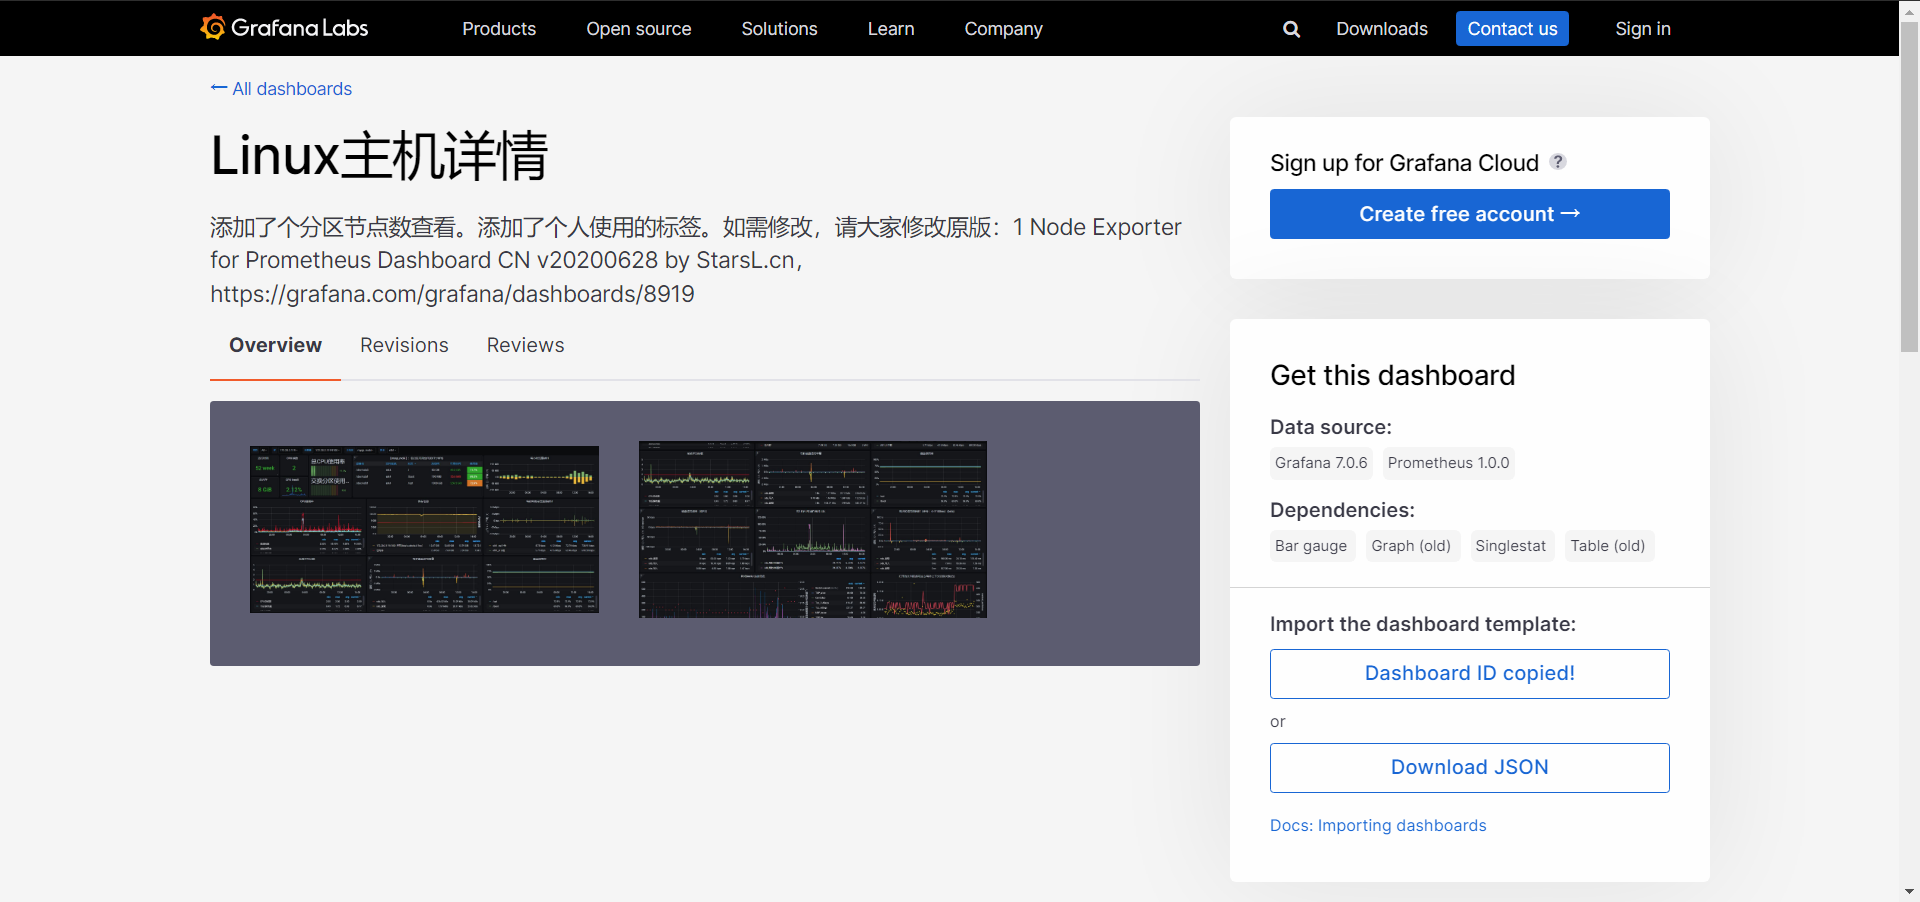 Grafana Labs
Products
Open source
Solutions
Learn
Company
Downloads
Contact us
Sign in
← All dashboards
Linux主机详情
添加了个分区节点数查看。添加了个人使用的标签。如需修改，请大家修改原版：1 Node Exporter
for Prometheus Dashboard CN v20200628 by StarsL.cn，
https://grafana.com/grafana/dashboards/8919
Overview
Revisions
Reviews
Sign up for Grafana Cloud ?
Create free account →
Get this dashboard
Data source:
Grafana 7.0.6
Prometheus 1.0.0
Dependencies:
Bar gauge
Graph (old)
Singlestat
Table (old)
Import the dashboard template:
Dashboard ID copied!
or
Download JSON
Docs: Importing dashboards